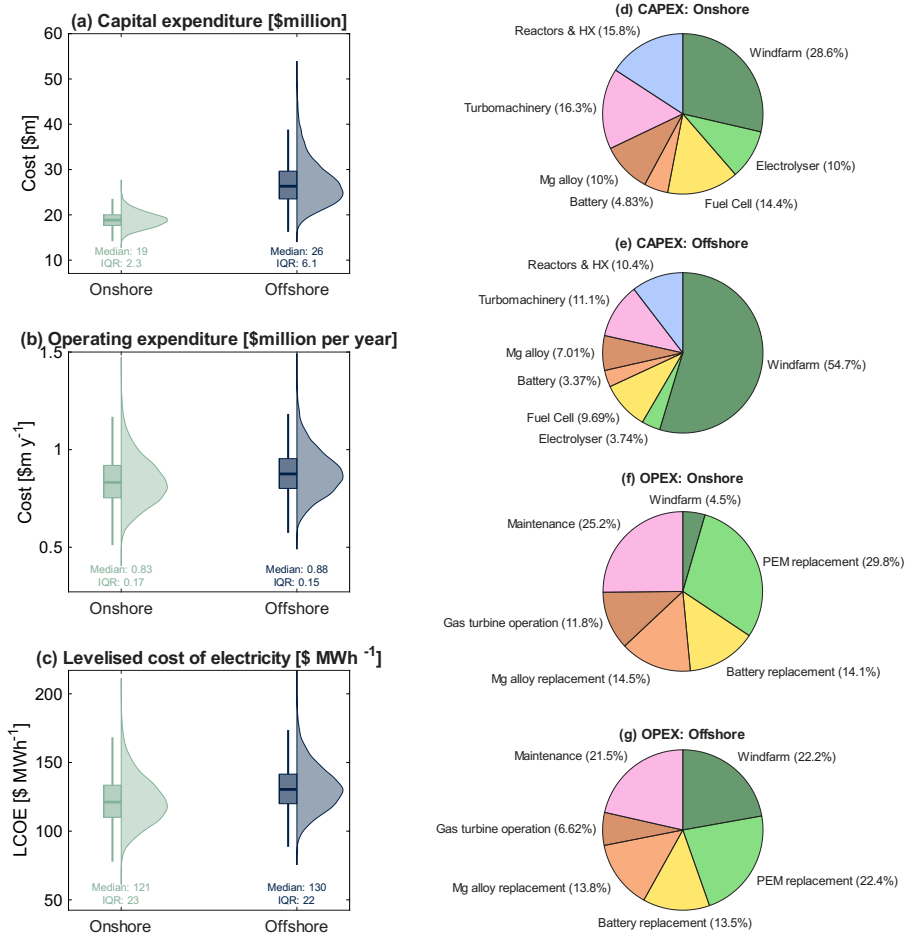 (a) Capital expenditure [$million]
Cost [$m]
60
50
40
30
20
10
Median: 19
IQR: 2.3
Median: 26
IQR: 6.1
Onshore
Offshore
(b) Operating expenditure [$million per year]
Cost [$m y-1]
1.5
1
0.5
Median: 0.83
IQR: 0.17
Median: 0.88
IQR: 0.15
Onshore
Offshore
(c) Levelised cost of electricity [$ MWh -1]
LCOE [$ MWh-1]
200
150
100
50
Median: 121
IQR: 23
Median: 130
IQR: 22
Onshore
Offshore
(d) CAPEX: Onshore
Reactors & HX (15.8%)
Windfarm (28.6%)
Turbomachinery (16.3%)
Electrolyser (10%)
Mg alloy (10%)
Battery (4.83%)
Fuel Cell (14.4%)
(e) CAPEX: Offshore
Reactors & HX (10.4%)
Turbomachinery (11.1%)
Mg alloy (7.01%)
Windfarm (54.7%)
Battery (3.37%)
Fuel Cell (9.69%)
Electrolyser (3.74%)
(f) OPEX: Onshore
Windfarm (4.5%)
Maintenance (25.2%)
PEM replacement (29.8%)
Gas turbine operation (11.8%)
Battery replacement (14.1%)
Mg alloy replacement (14.5%)
(g) OPEX: Offshore
Maintenance (21.5%)
Windfarm (22.2%)
Gas turbine operation (6.62%)
PEM replacement (22.4%)
Mg alloy replacement (13.8%)
Battery replacement (13.5%)